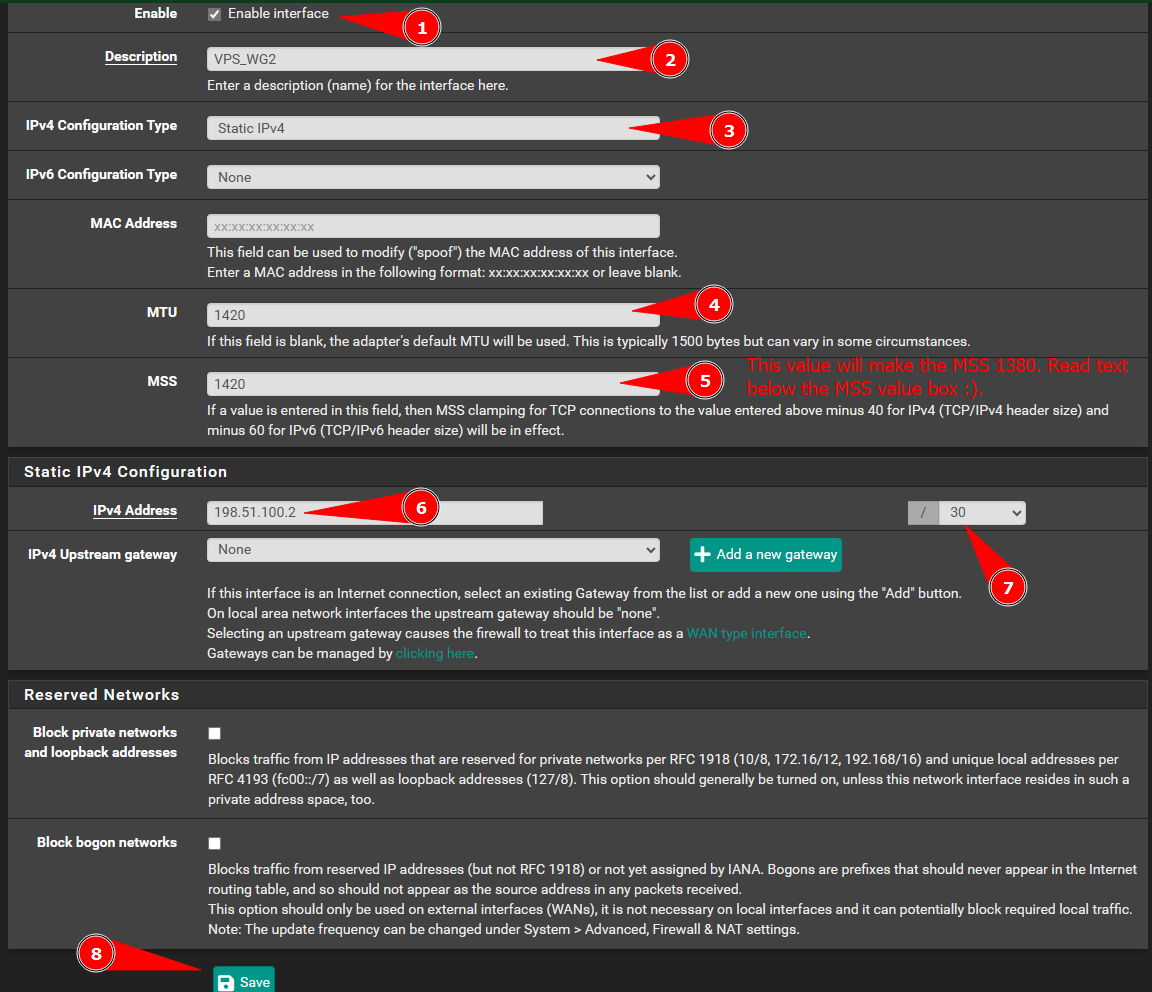 Enable
Enable interface
1
Description
VPS_WG2
2
Enter a description (name) for the interface here.
IPv4 Configuration Type
Static IPv4
3
IPv6 Configuration Type
None
MAC Address
xx:xx:xx:xx:xx:xx
This field can be used to modify ("spoof") the MAC address of this interface.
Enter a MAC address in the following format: xx:xx:xx:xx:xx:xx or leave blank.
MTU
1420
4
If this field is blank, the adapter's default MTU will be used. This is typically 1500 bytes but can vary in some circumstances.
MSS
1420
5
This value will make the MSS 1380. Read text
below the MSS value box :).
If a value is entered in this field, then MSS clamping for TCP connections to the value entered above minus 40 for IPv4 (TCP/IPv4 header size) and
minus 60 for IPv6 (TCP/IPv6 header size) will be in effect.
Static IPv4 Configuration
IPv4 Address
198.51.100.2
6
/
30
IPv4 Upstream gateway
None
Add a new gateway
7
If this interface is an Internet connection, select an existing Gateway from the list or add a new one using the "Add" button.
On local area network interfaces the upstream gateway should be "none".
Selecting an upstream gateway causes the firewall to treat this interface as a WAN type interface.
Gateways can be managed by clicking here.
Reserved Networks
Block private networks
and loopback addresses
Blocks traffic from IP addresses that are reserved for private networks per RFC 1918 (10/8, 172.16/12, 192.168/16) and unique local addresses per
RFC 4193 (fc00::/7) as well as loopback addresses (127/8). This option should generally be turned on, unless this network interface resides in such a
private address space, too.
Block bogon networks
Blocks traffic from reserved IP addresses (but not RFC 1918) or not yet assigned by IANA. Bogons are prefixes that should never appear in the Internet
routing table, and so should not appear as the source address in any packets received.
This option should only be used on external interfaces (WANs), it is not necessary on local interfaces and it can potentially block required local traffic.
Note: The update frequency can be changed under System > Advanced, Firewall & NAT settings.
8
Save